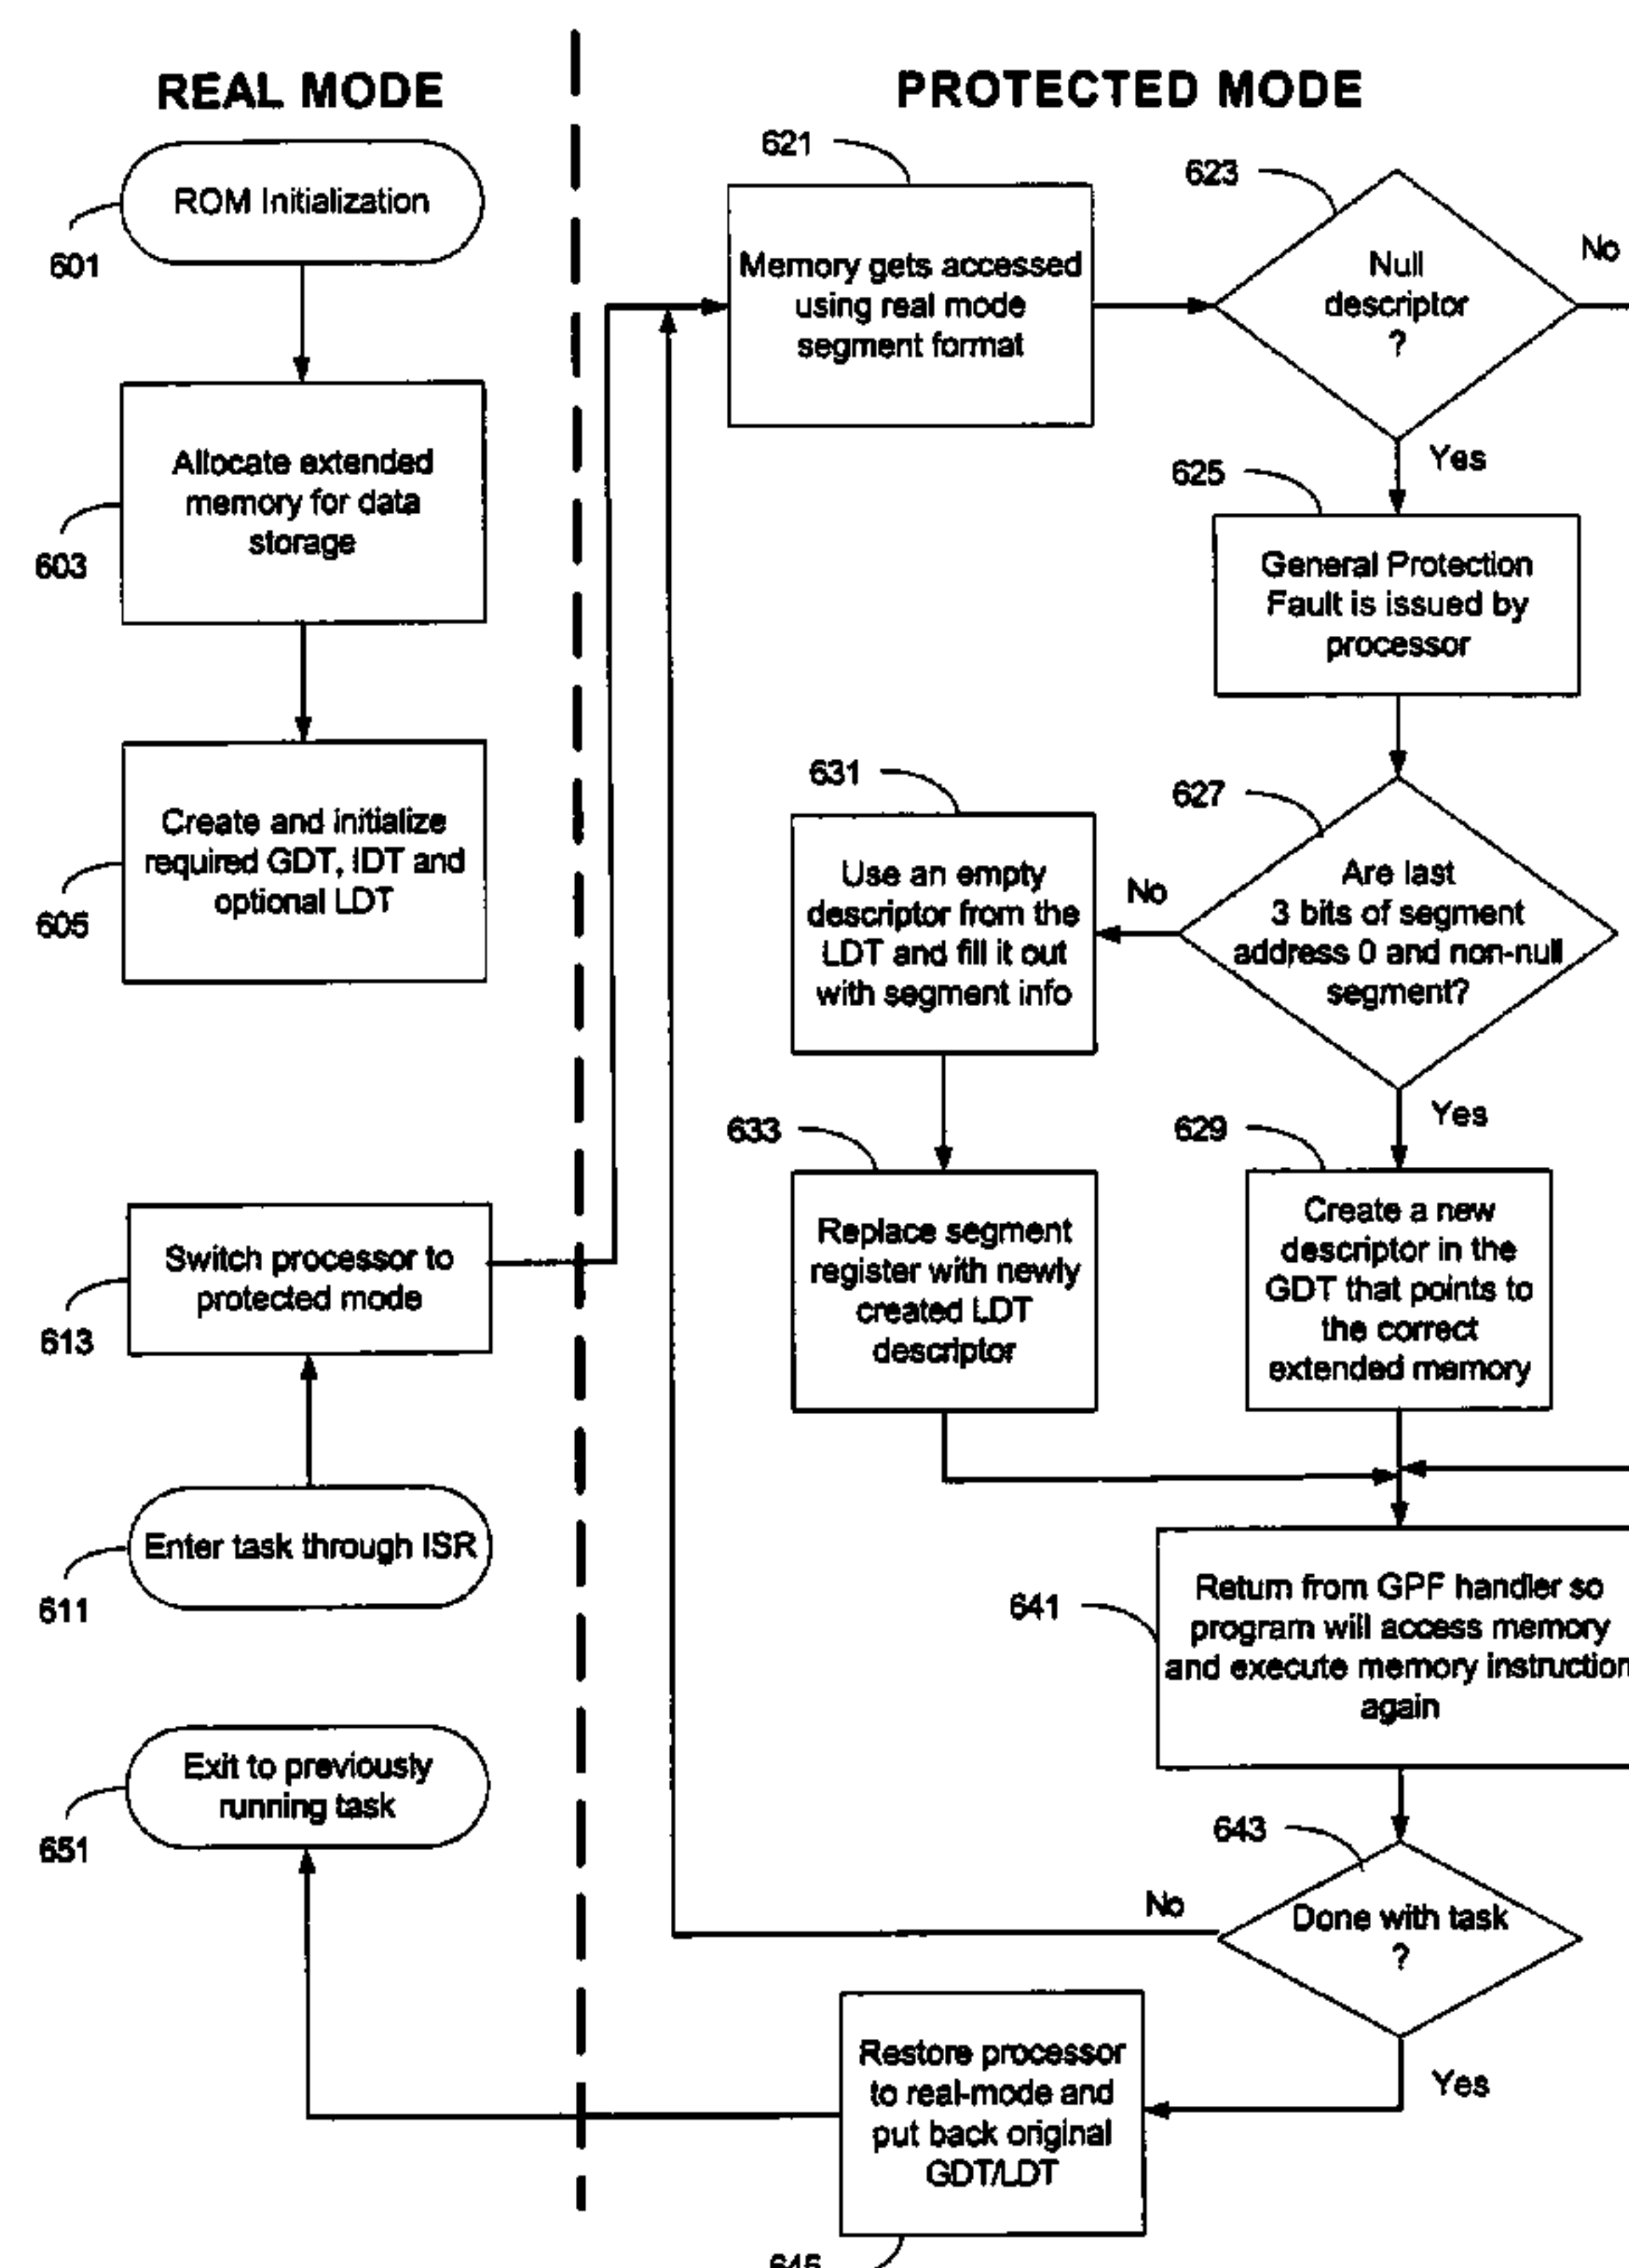 REAL MODE
PROTECTED MODE
ROM Initialization
601
Allocate extended
memory for data
storage
603
Create and initialize
required GDT, IDT and
optional LDT
605
Switch processor to
protected mode
613
Enter task through ISR
611
Exit to previously
running task
651
621
Memory gets accessed
using real mode
segment format
623
Null
descriptor
?
No
Yes
625
General Protection
Fault is issued by
processor
627
Are last
3 bits of segment
address 0 and non-null
segment?
No
Yes
631
Use an empty
descriptor from the
LDT and fill it out
with segment info
633
Replace segment
register with newly
created LDT
descriptor
629
Create a new
descriptor in the
GDT that points to
the correct
extended memory
641
Return from GPF handler so
program will access memory
and execute memory instruction
again
643
Done with task
?
No
Yes
Restore processor
to real-mode and
put back original
GDT/LDT
645